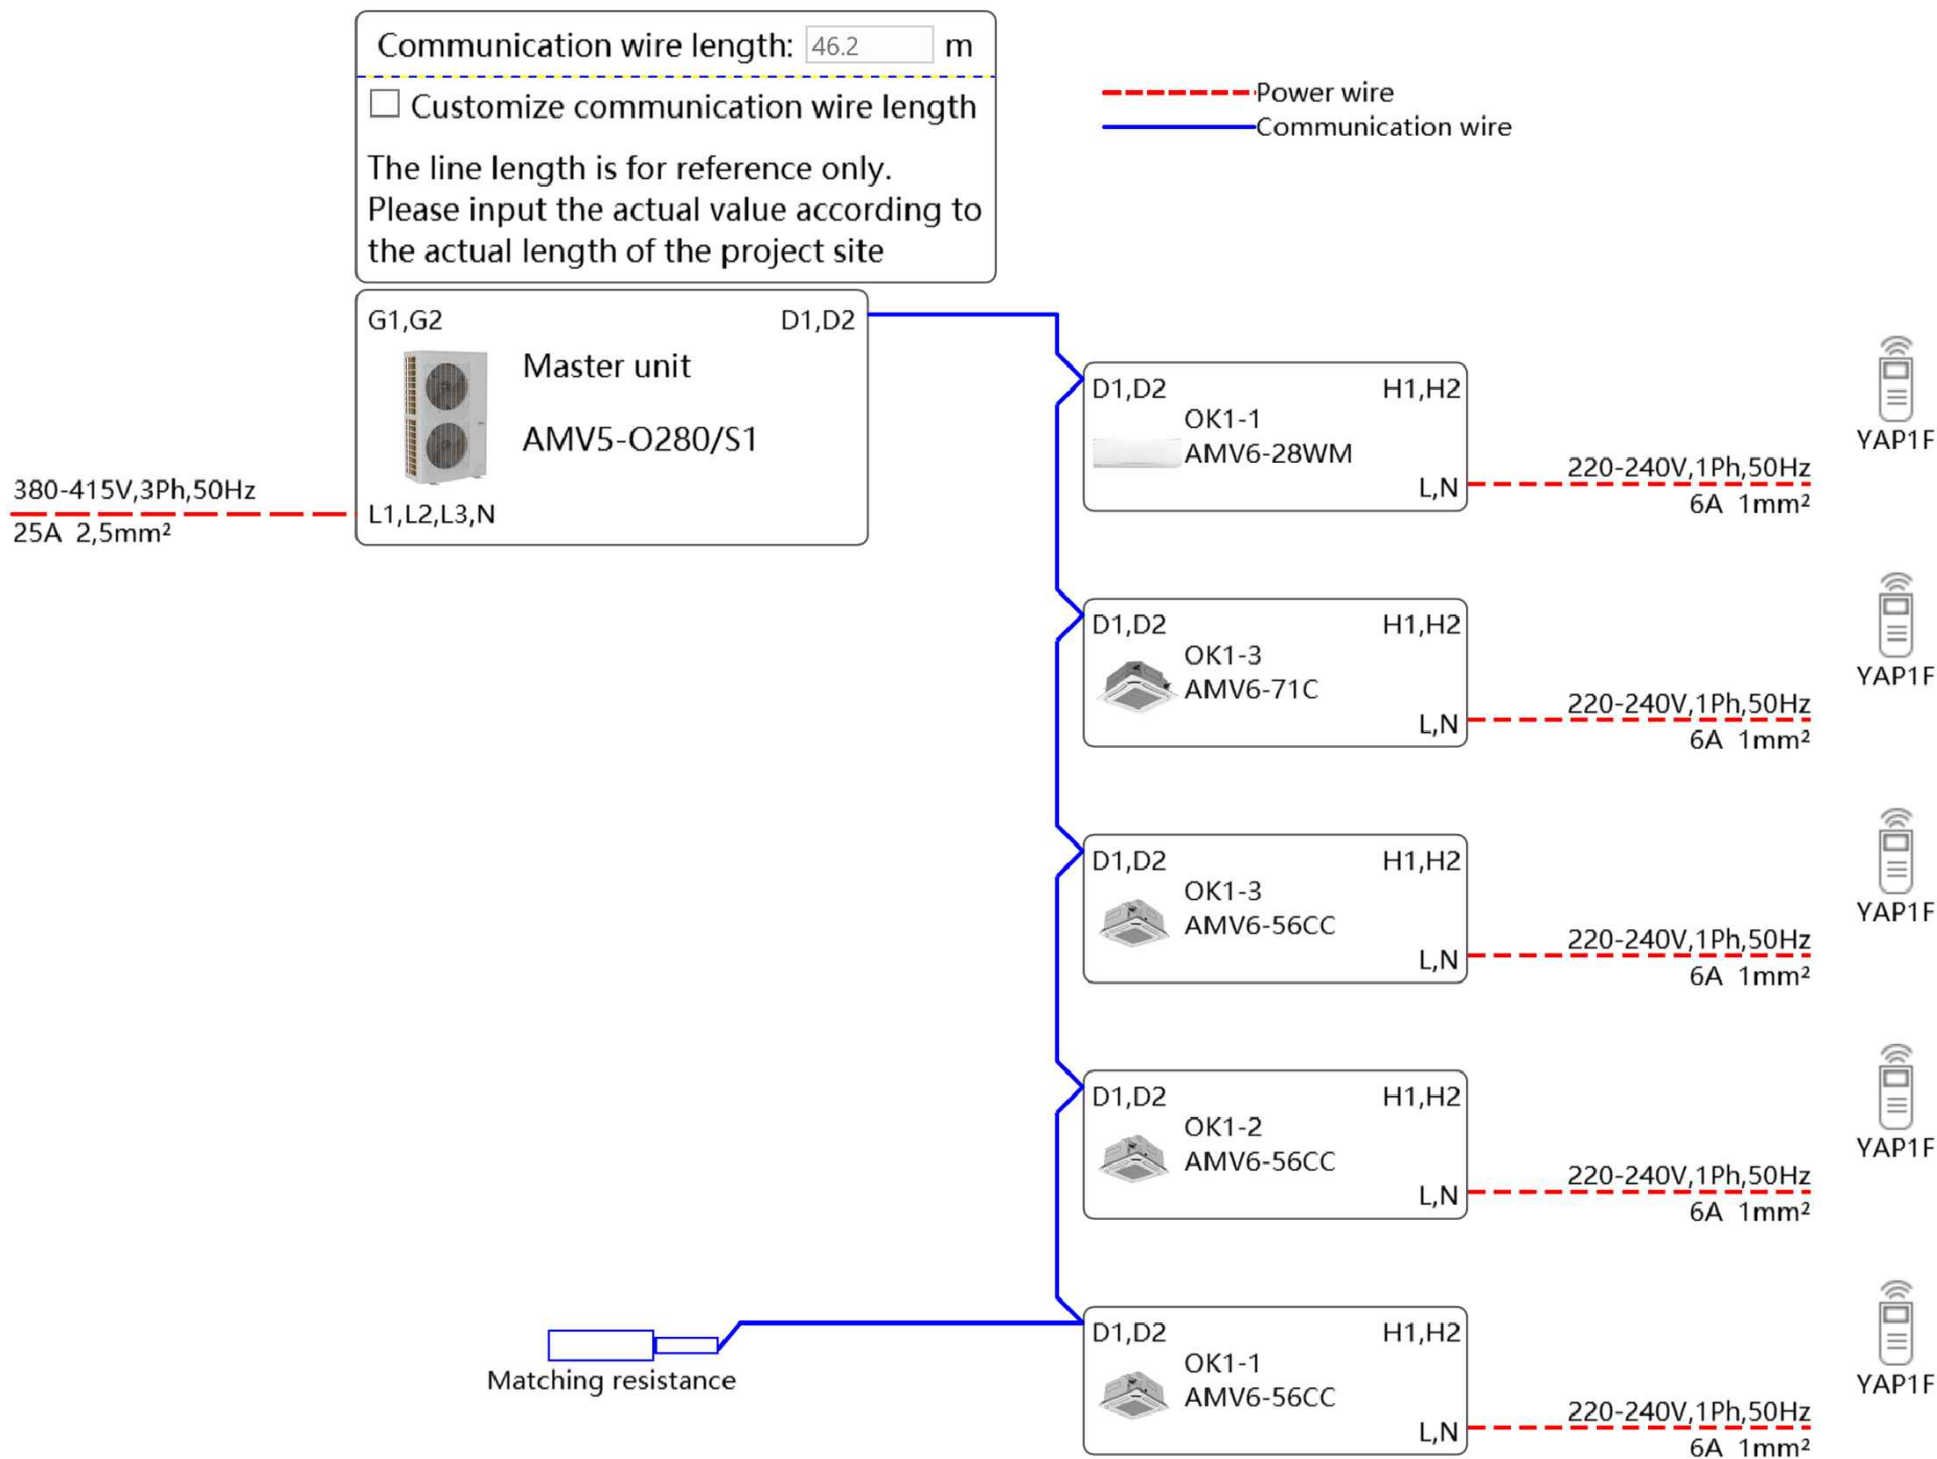 Communication wire length: 46.2 m
Customize communication wire length
The line length is for reference only.
Please input the actual value according to
the actual length of the project site
Power wire
Communication wire
G1,G2 D1,D2
Master unit
AMV5-O280/S1
L1,L2,L3,N
380-415V,3Ph,50Hz
25A 2,5mm²
D1,D2 H1,H2
OK1-1
AMV6-28WM
L,N
220-240V,1Ph,50Hz
6A 1mm²
YAP1F
D1,D2 H1,H2
OK1-3
AMV6-71C
L,N
220-240V,1Ph,50Hz
6A 1mm²
YAP1F
D1,D2 H1,H2
OK1-3
AMV6-56CC
L,N
220-240V,1Ph,50Hz
6A 1mm²
YAP1F
D1,D2 H1,H2
OK1-2
AMV6-56CC
L,N
220-240V,1Ph,50Hz
6A 1mm²
YAP1F
Matching resistance
D1,D2 H1,H2
OK1-1
AMV6-56CC
L,N
220-240V,1Ph,50Hz
6A 1mm²
YAP1F